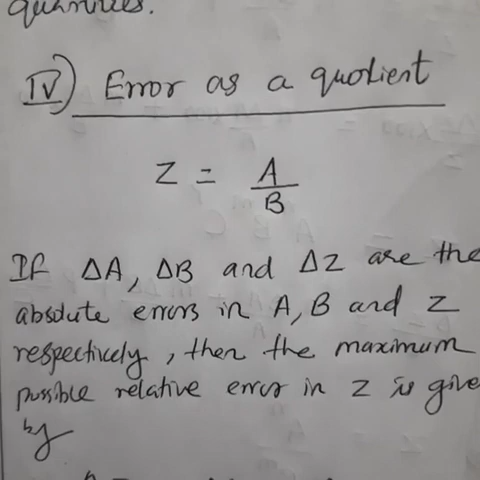 quantities.
IV) Error as a quotient
Z = A
B
If ΔA, ΔB and ΔZ are the
absolute errors in A, B and Z
respectively, then the maximum
possible relative error in Z is give
by